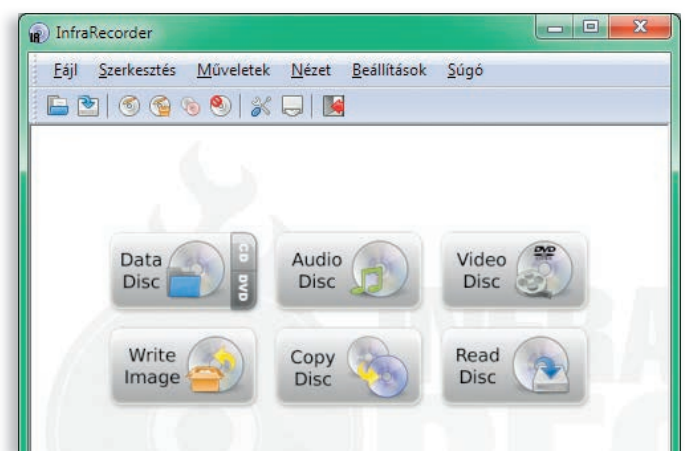 InfraRecorder
Fájl Szerkesztés Műveletek Nézet Beállítások Súgó
Data Disc CD DVD
Audio Disc
Video Disc DVD
Write Image
Copy Disc
Read Disc
INFRA